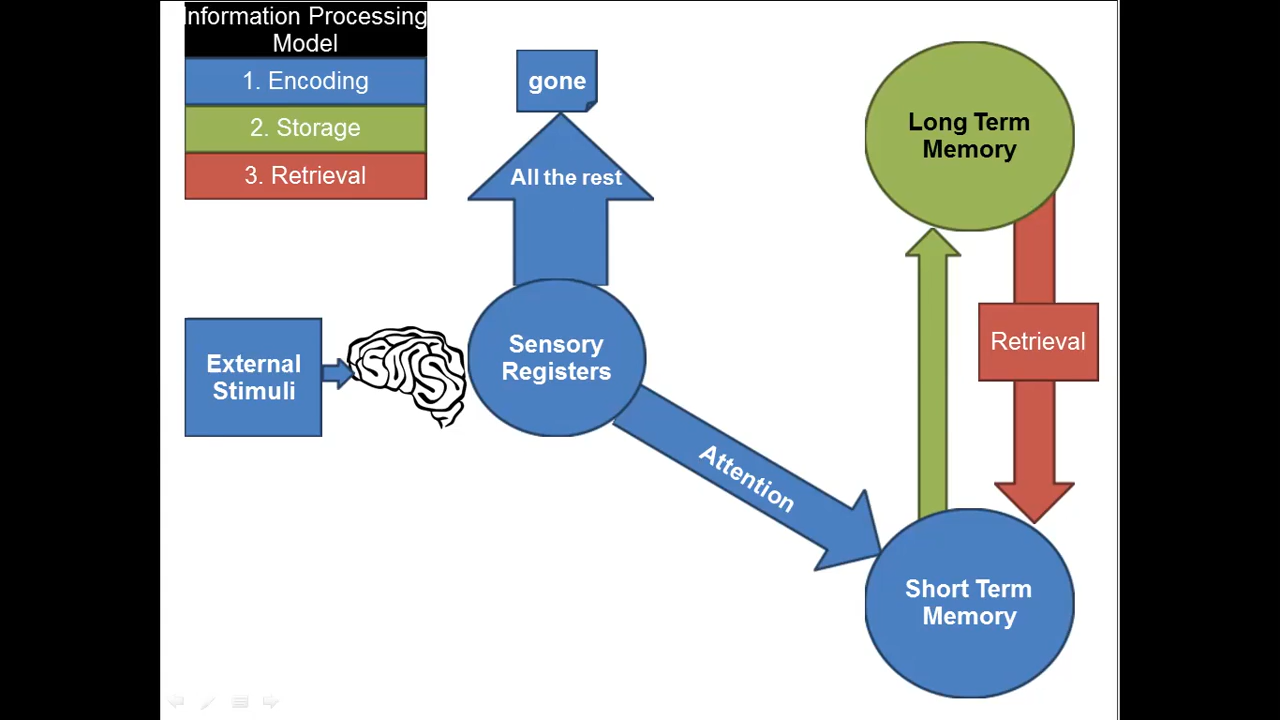 Information Processing
Model
1. Encoding
2. Storage
3. Retrieval
gone
All the rest
Long Term
Memory
External
Stimuli
Sensory
Registers
Retrieval
Attention
Short Term
Memory